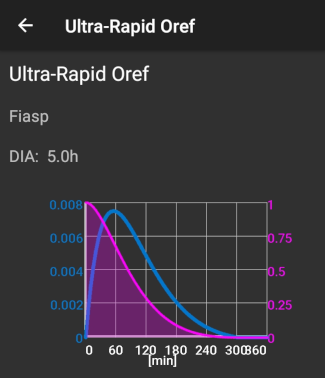 Ultra-Rapid Oref
Ultra-Rapid Oref
Fiasp
DIA: 5.0h
0.008 1
0.006 0.75
0.004 0.5
0.002 0.25
0 0
0 60 120 180 240 300 360
[min]